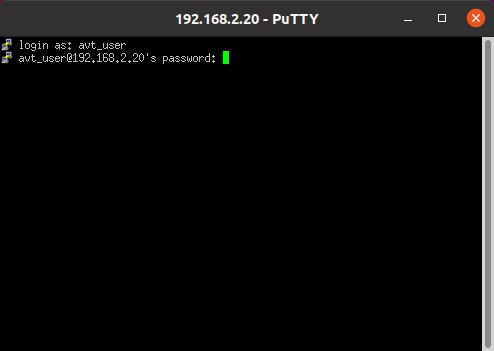 192.168.2.20 - PuTTY
login as: avt_user
avt_user@192.168.2.20's password: